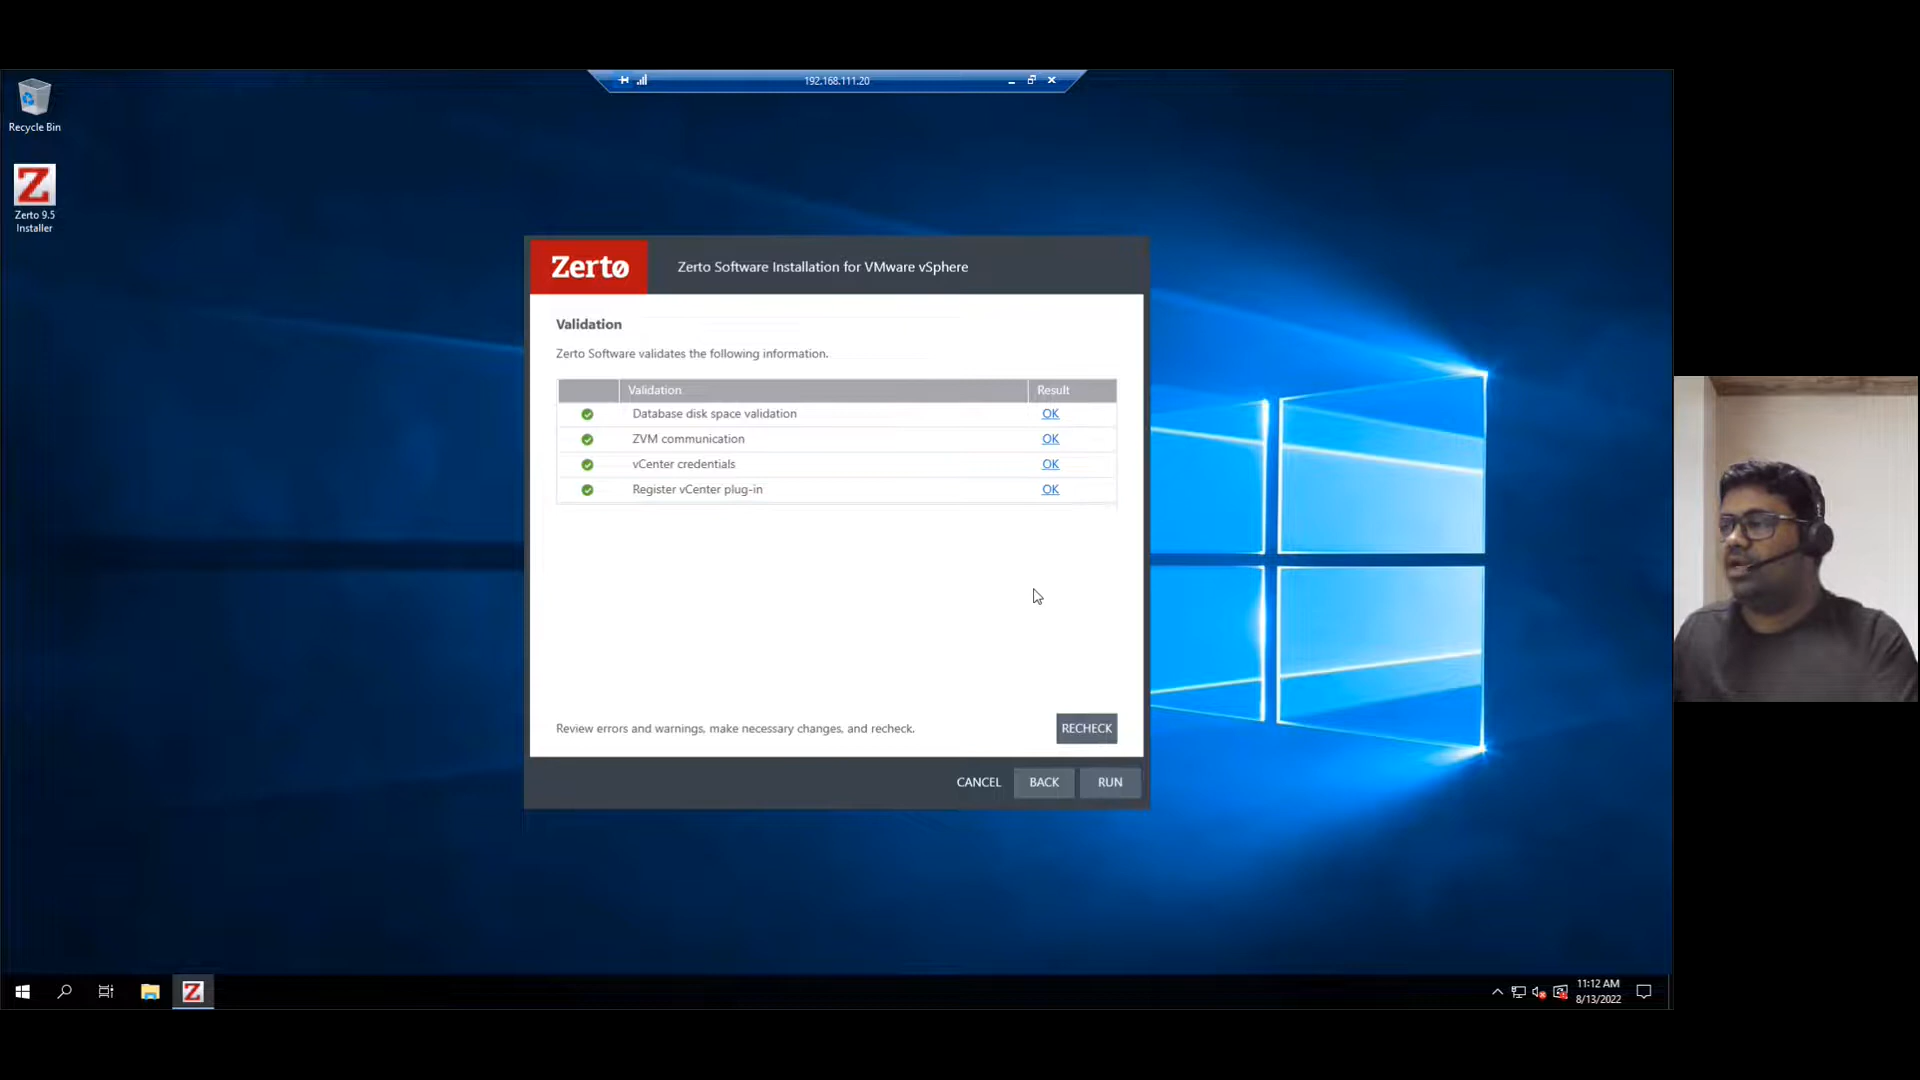 192.168.111.20
Recycle Bin
Z
Zerto 9.5
Installer
Zerto
Zerto Software Installation for VMware vSphere
Validation
Zerto Software validates the following information.
Validation Result
Database disk space validation OK
ZVM communication OK
vCenter credentials OK
Register vCenter plug-in OK
Review errors and warnings, make necessary changes, and recheck.
RECHECK
CANCEL BACK RUN
Z
11:12 AM
8/13/2022